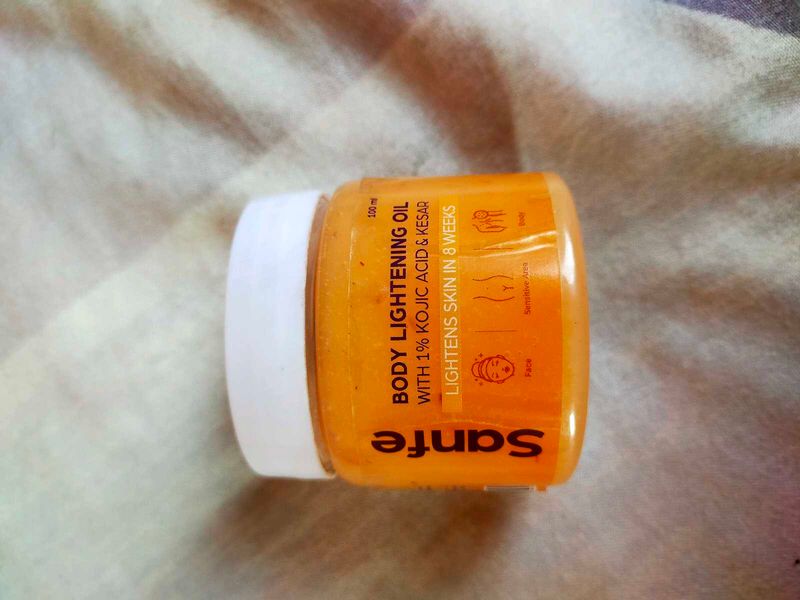 100 ml
BODY LIGHTENING OIL
WITH 1% KOJIC ACID & KESAR
LIGHTENS SKIN IN 8 WEEKS
Face
Sensitive Area
Body
Sanfe